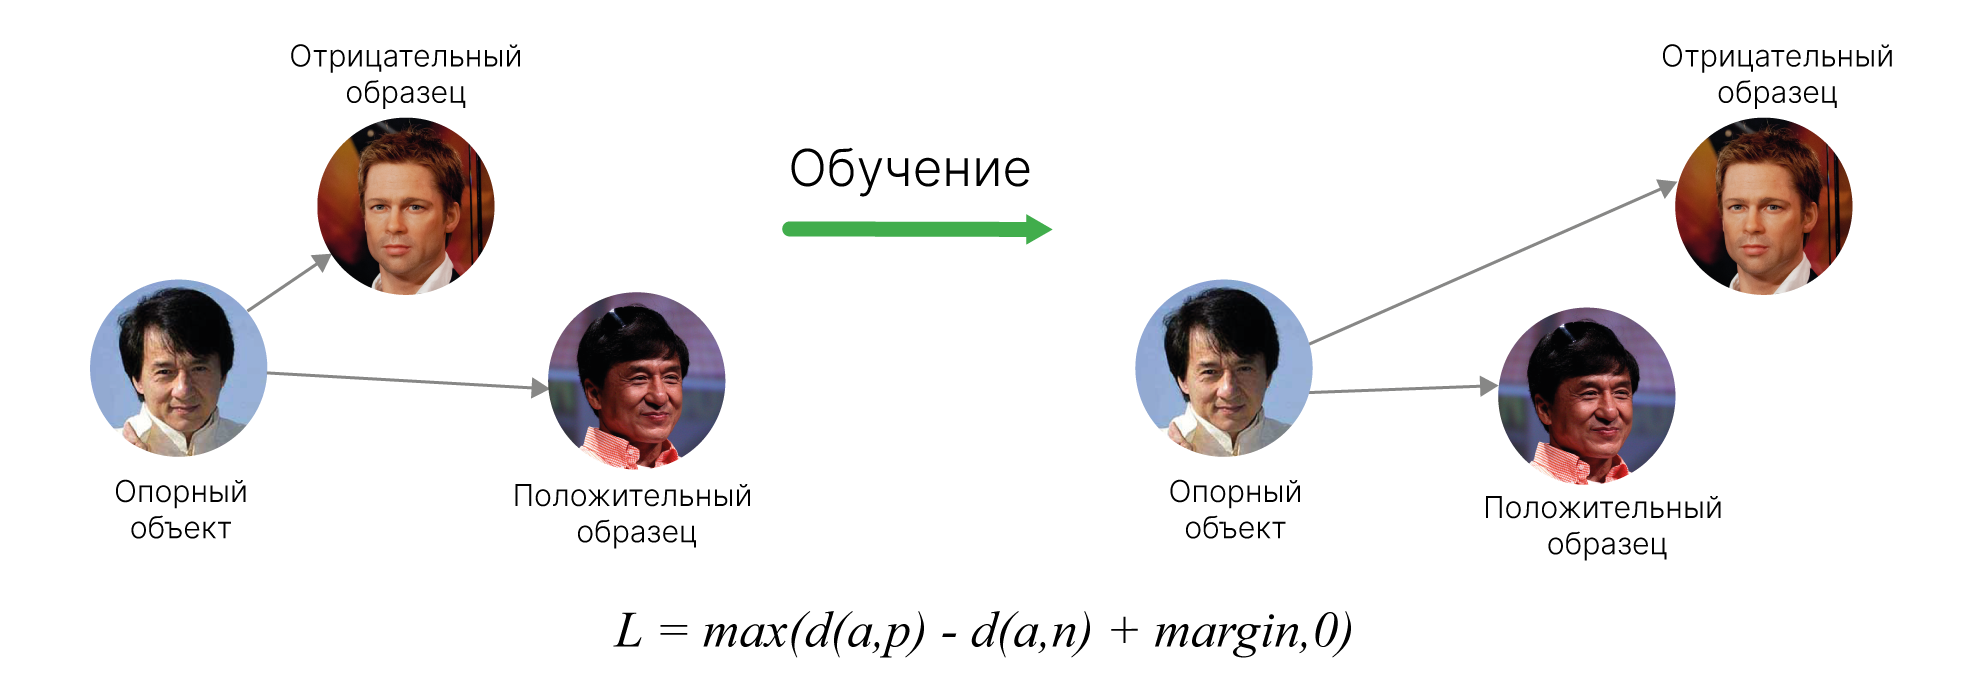 Отрицательный
образец
Обучение
Опорный
объект
Положительный
образец
Отрицательный
образец
Опорный
объект
Положительный
образец
L = max(d(a,p) - d(a,n) + margin,0)